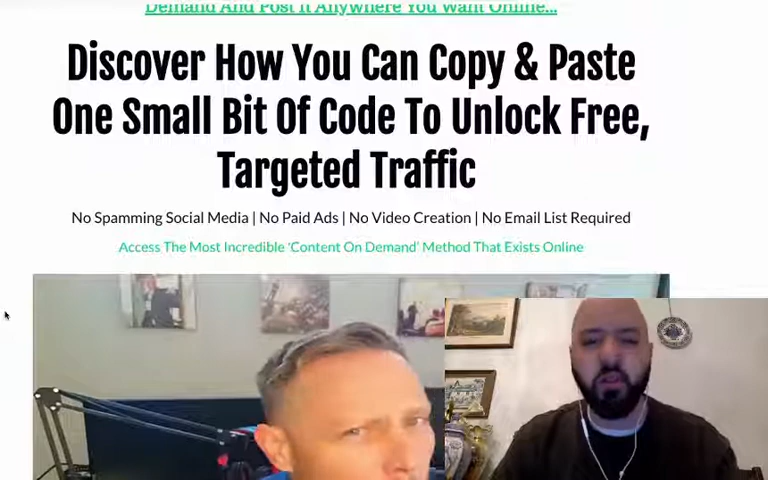 Demand And Post It Anywhere You Want Online...
Discover How You Can Copy & Paste
One Small Bit Of Code To Unlock Free,
Targeted Traffic
No Spamming Social Media | No Paid Ads | No Video Creation | No Email List Required
Access The Most Incredible ‘Content On Demand’ Method That Exists Online